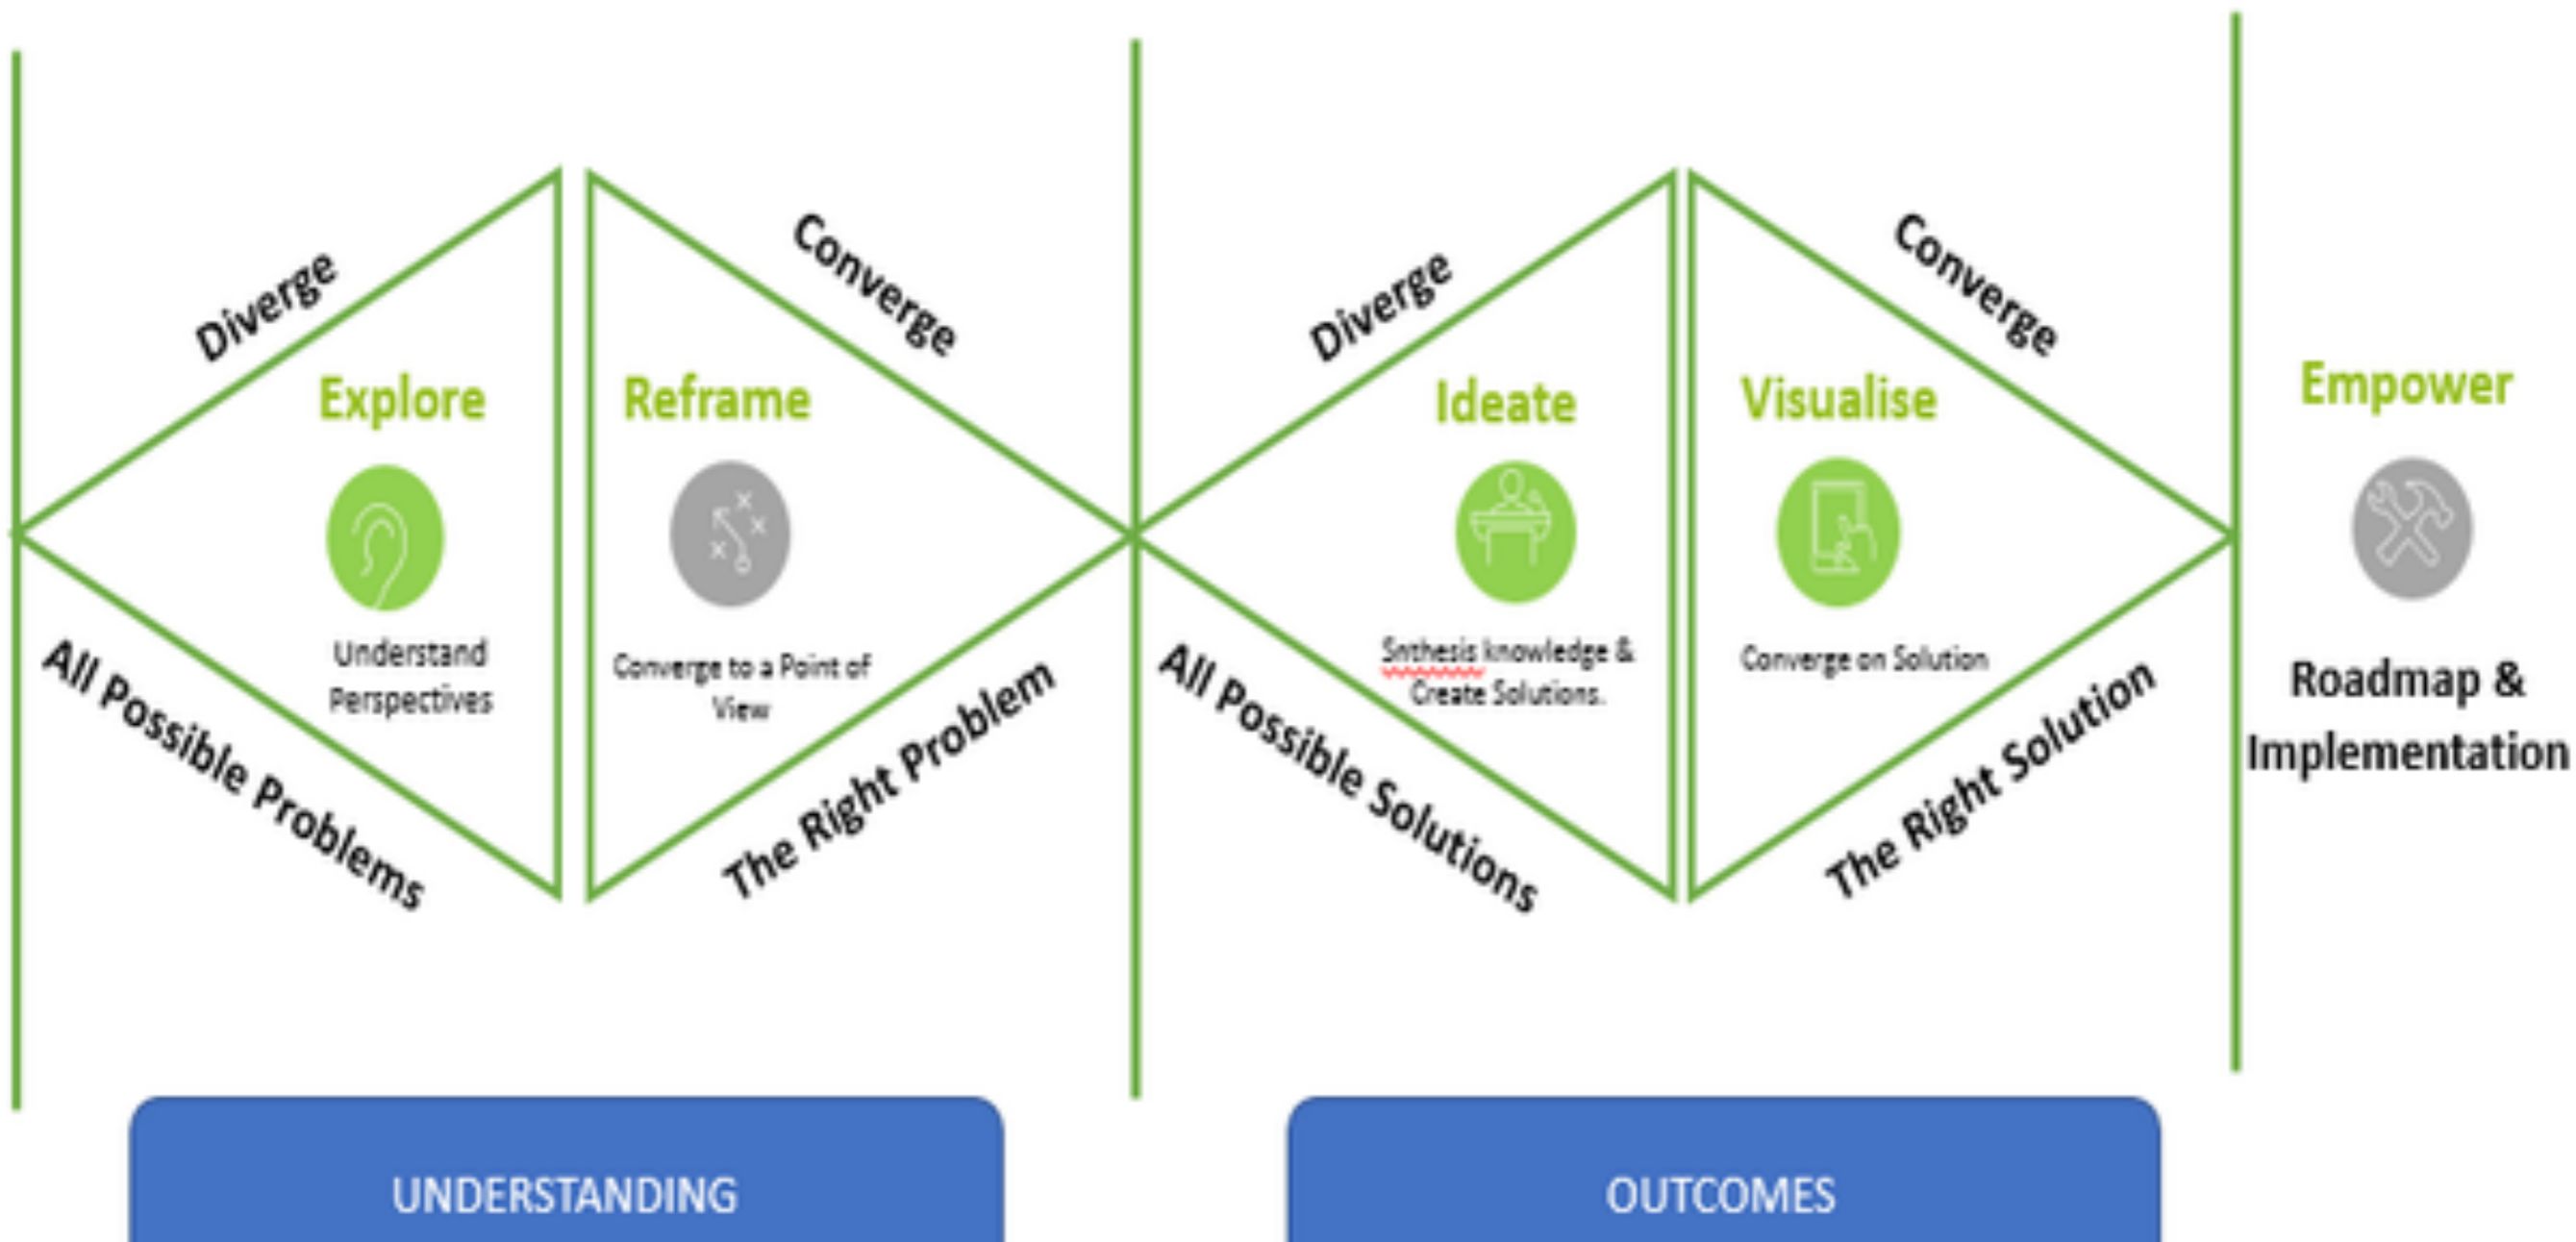 Diverge
Explore
Understand
Perspectives
All Possible Problems
Converge
Reframe
Converge to a Point of
View
The Right Problem
Diverge
Ideate
Snthesis knowledge &
Create Solutions.
All Possible Solutions
Converge
Visualise
Converge on Solution
The Right Solution
Empower
Roadmap &
Implementation
UNDERSTANDING
OUTCOMES